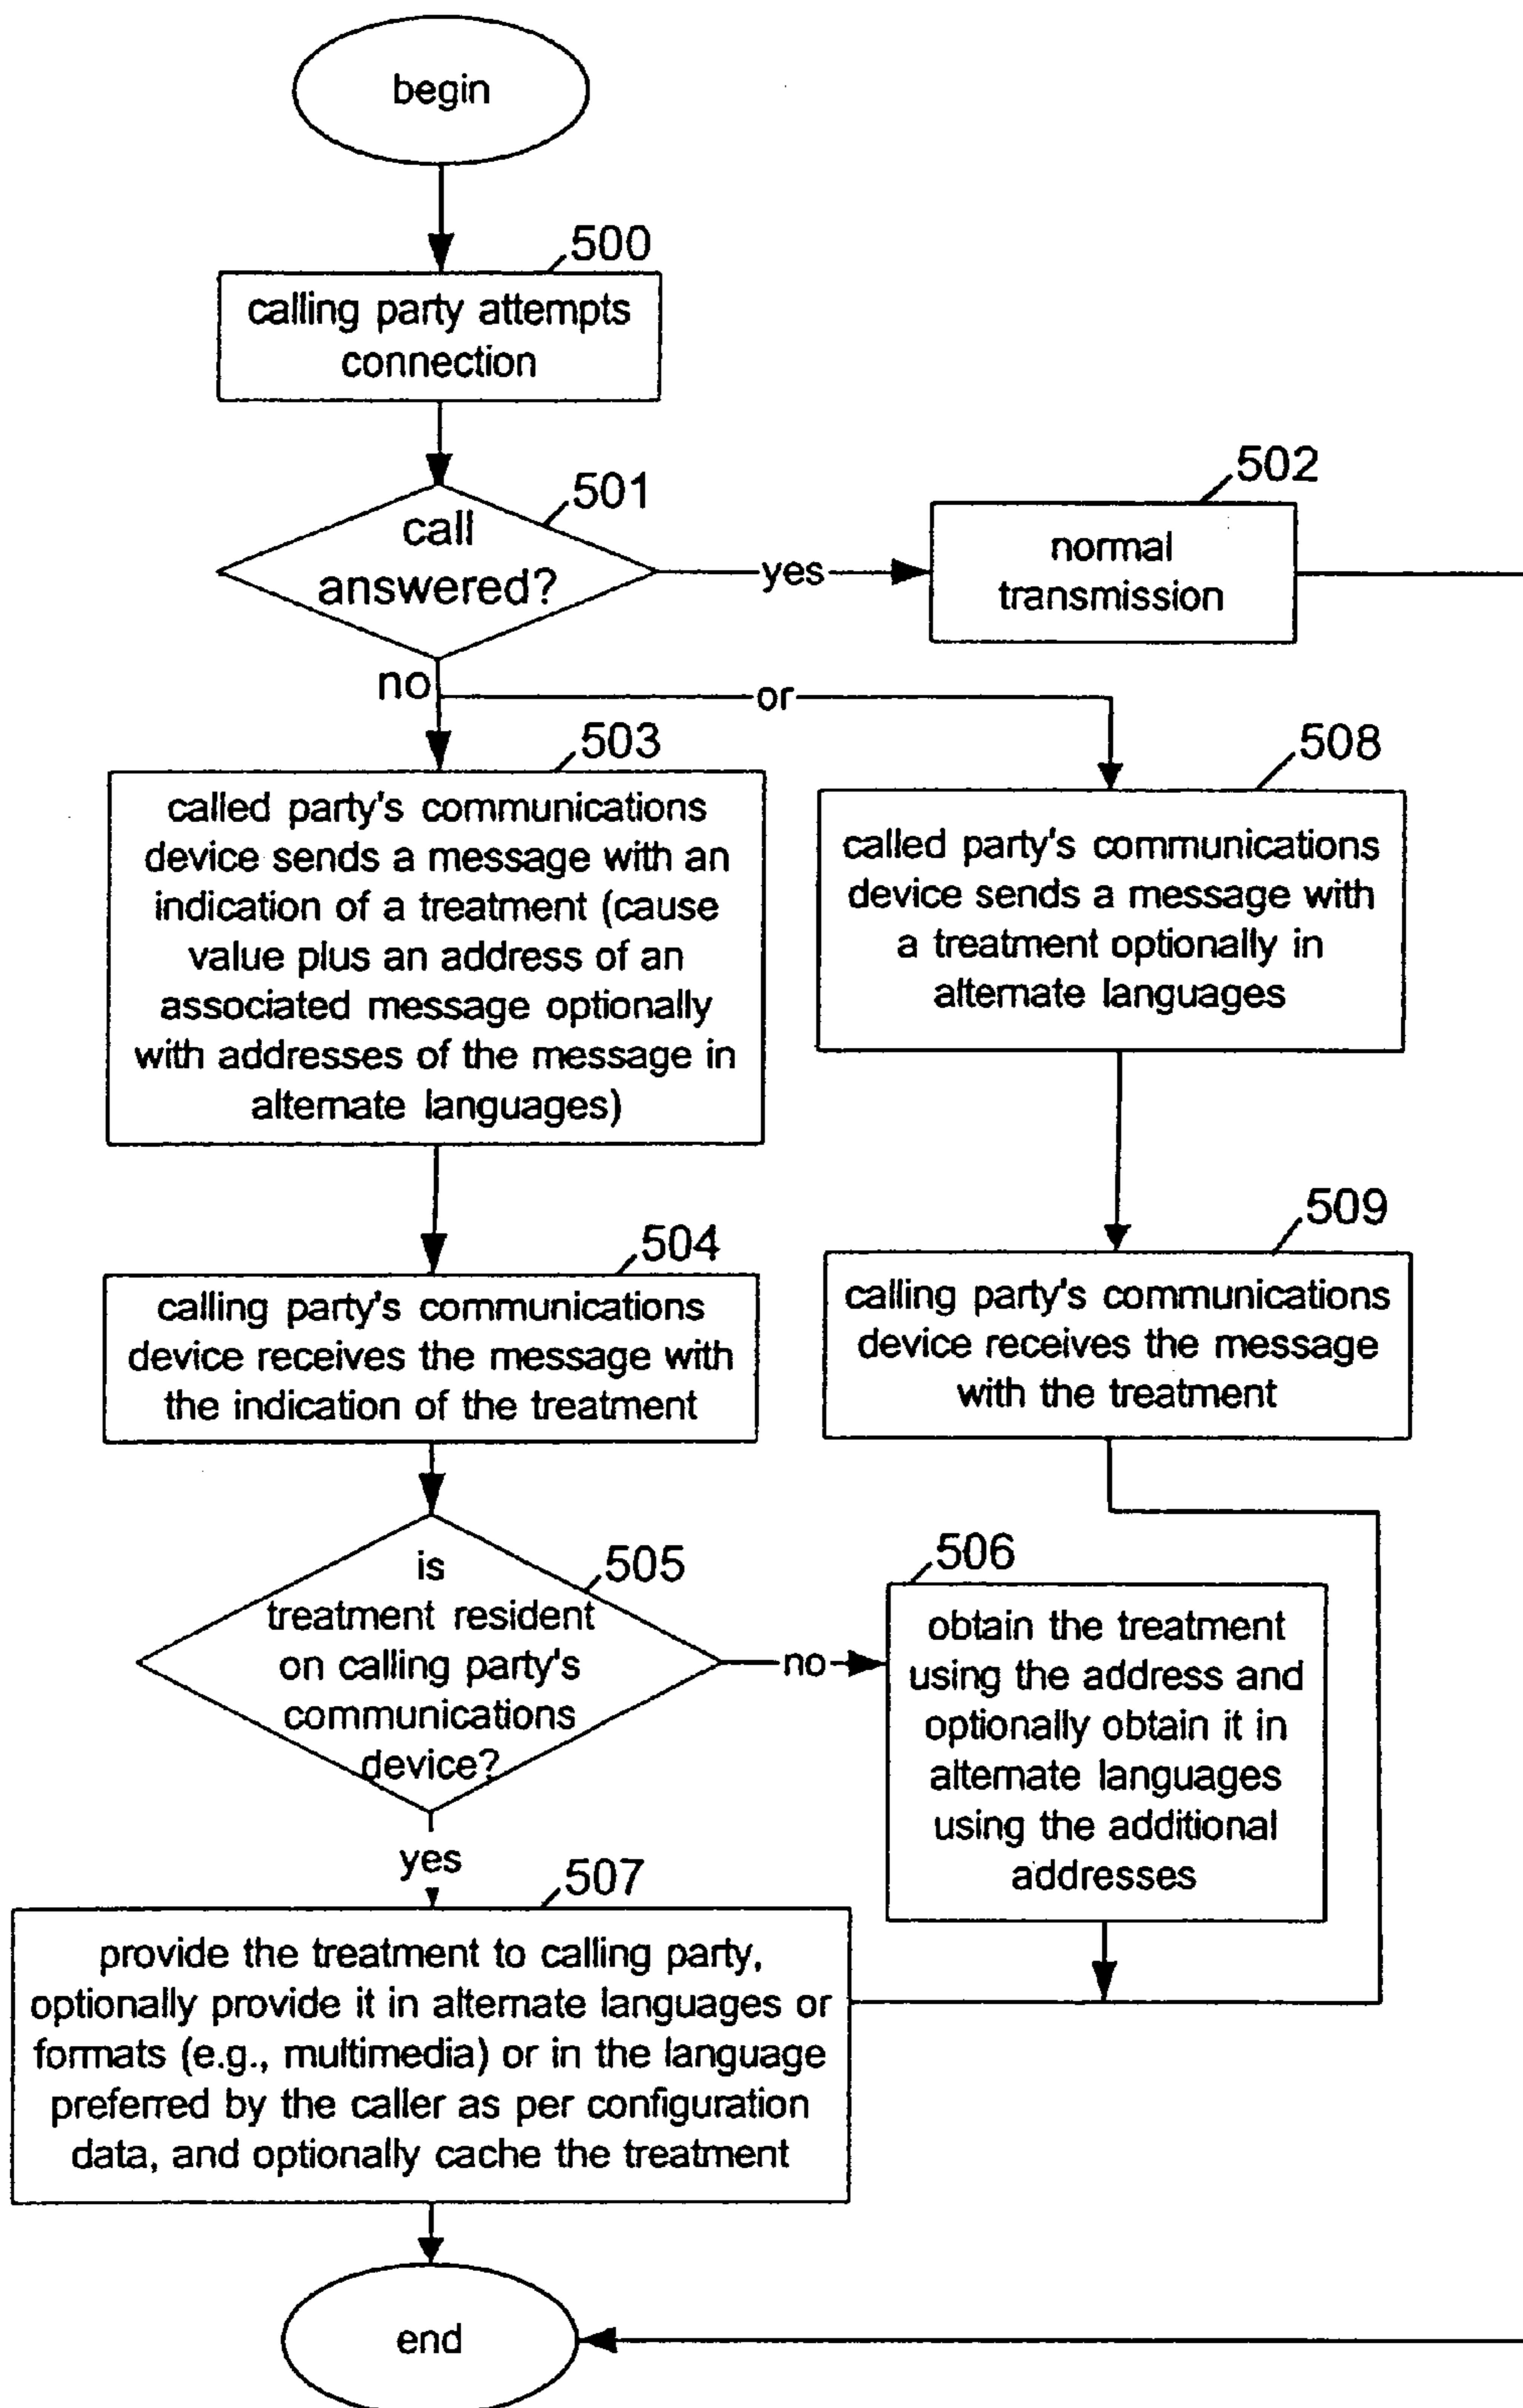 begin
500
calling party attempts
connection
501
call
answered?
yes
502
normal
transmission
no
or
503
called party's communications
device sends a message with an
indication of a treatment (cause
value plus an address of an
associated message optionally
with addresses of the message in
alternate languages)
508
called party's communications
device sends a message with
a treatment optionally in
alternate languages
504
calling party's communications
device receives the message with
the indication of the treatment
509
calling party's communications
device receives the message
with the treatment
505
is
treatment resident
on calling party's
communications
device?
no
506
obtain the treatment
using the address and
optionally obtain it in
alternate languages
using the additional
addresses
yes
507
provide the treatment to calling party,
optionally provide it in alternate languages or
formats (e.g., multimedia) or in the language
preferred by the caller as per configuration
data, and optionally cache the treatment
end